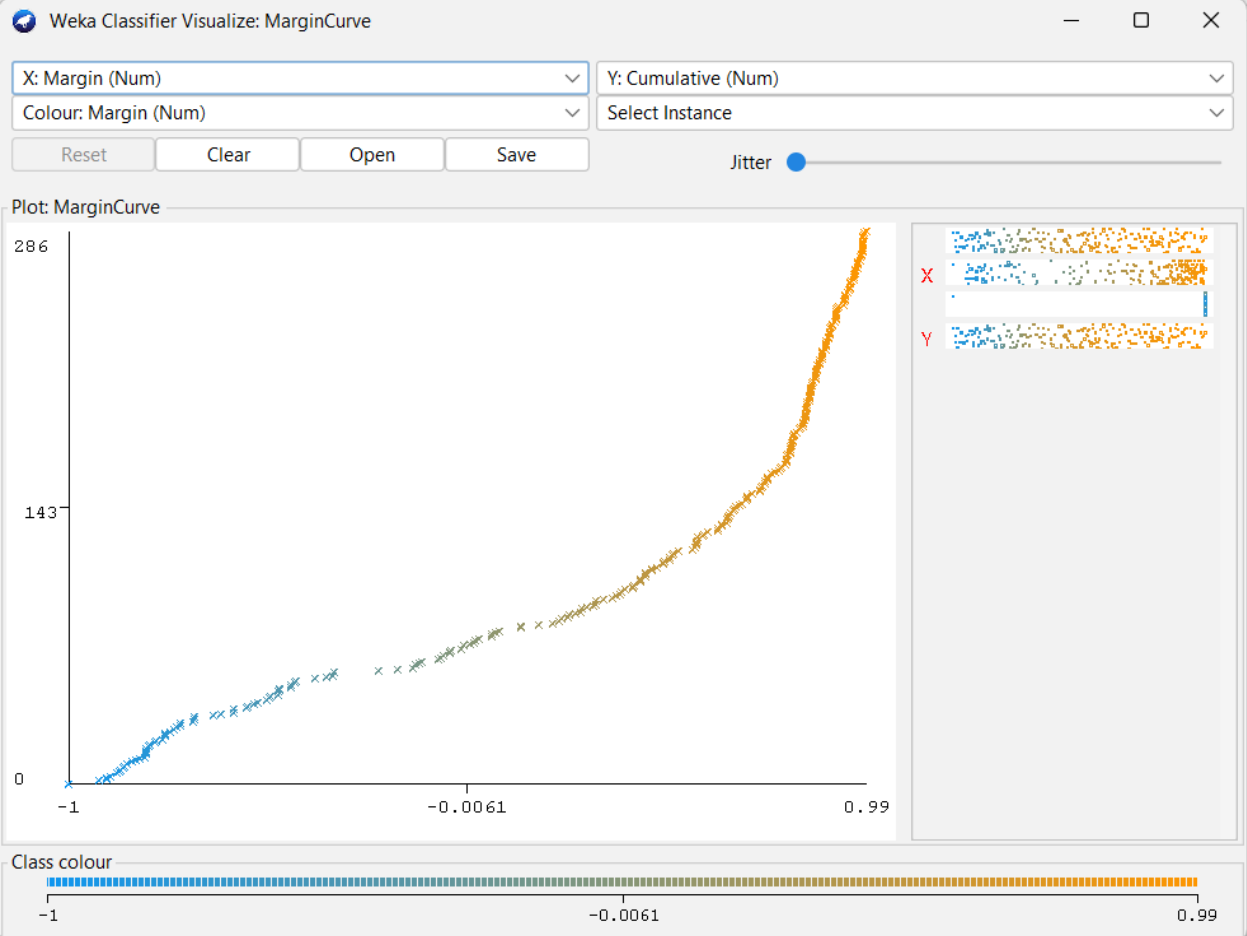 Weka Classifier Visualize: MarginCurve
X: Margin (Num)
Y: Cumulative (Num)
Colour: Margin (Num)
Select Instance
Reset
Clear
Open
Save
Jitter
Plot: MarginCurve
286
143
0
-1
-0.0061
0.99
X
Y
Class colour
-1
-0.0061
0.99